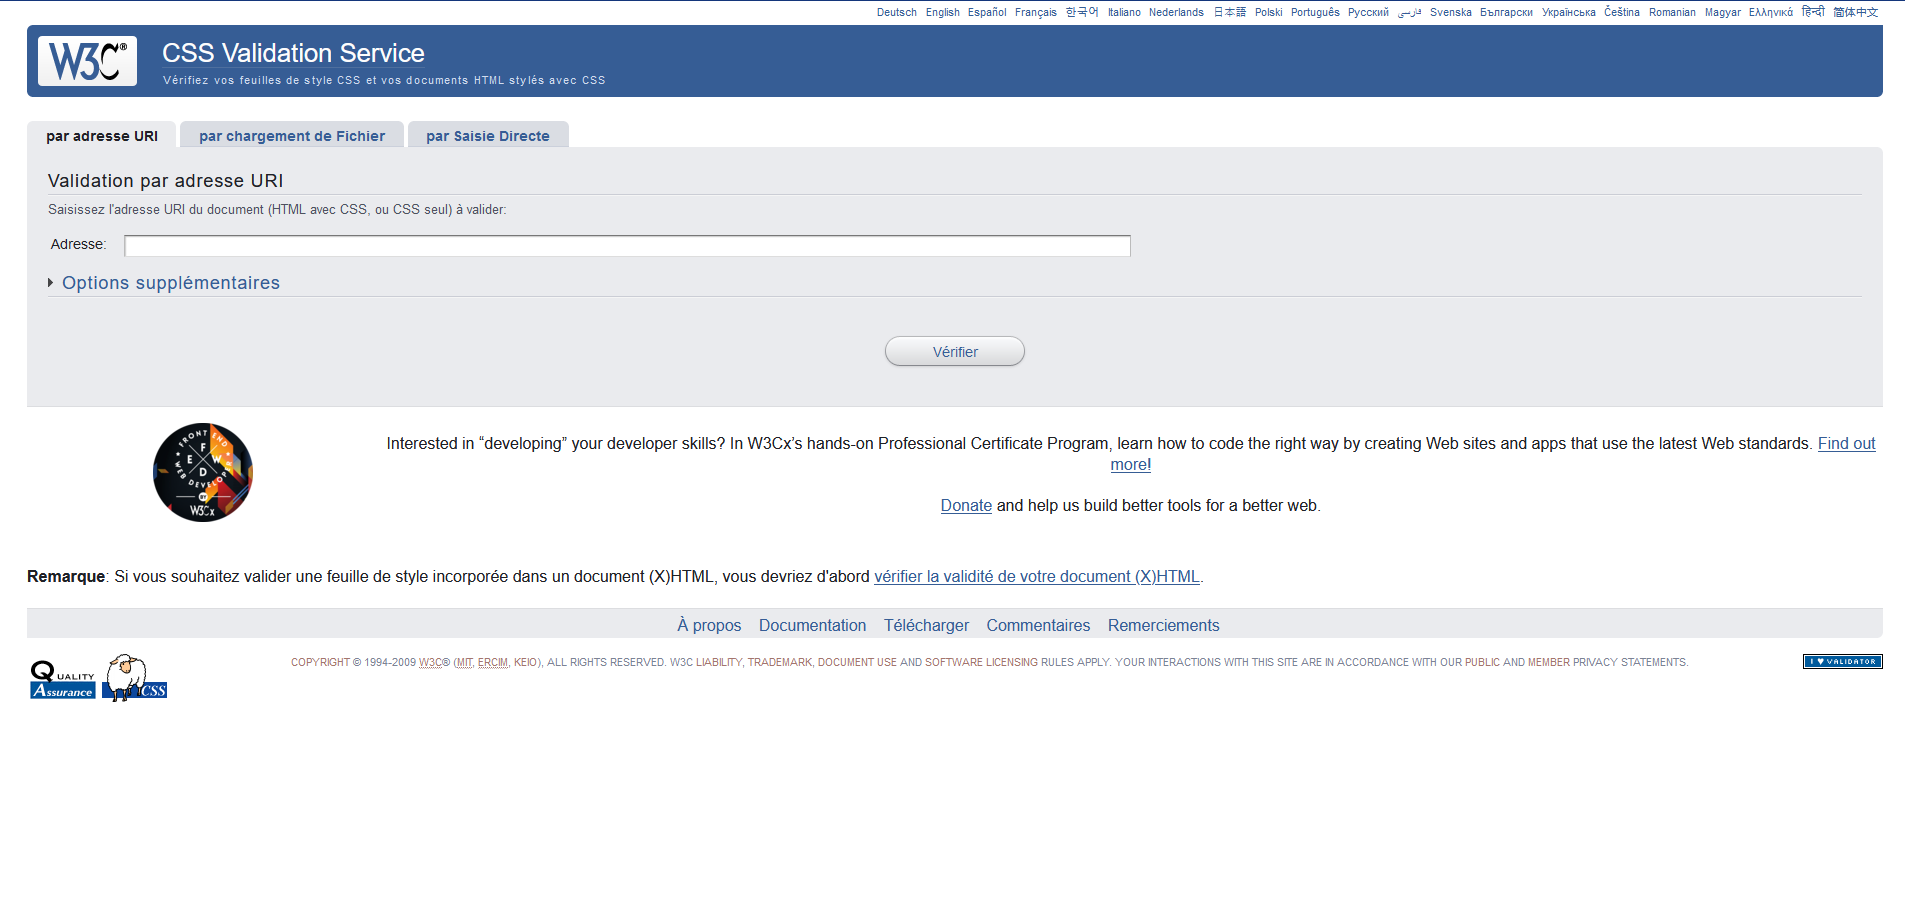 Deutsch English Español Français 한국어 Italiano Nederlands 日本語 Polski Português Русский فارسی Svenska Български Українська Čeština Romanian Magyar Ελληνικά हिन्दी 简体中文
W3C® CSS Validation Service
Vérifiez vos feuilles de style CSS et vos documents HTML stylés avec CSS
par adresse URI par chargement de Fichier par Saisie Directe
Validation par adresse URI
Saisissez l'adresse URI du document (HTML avec CSS, ou CSS seul) à valider:
Adresse:
Options supplémentaires
Vérifier
FRONT END
F E W D
WEB DEVELOPER
BY
W3Cx
Interested in “developing” your developer skills? In W3Cx’s hands-on Professional Certificate Program, learn how to code the right way by creating Web sites and apps that use the latest Web standards. Find out
more!
Donate and help us build better tools for a better web.
Remarque: Si vous souhaitez valider une feuille de style incorporée dans un document (X)HTML, vous devriez d'abord vérifier la validité de votre document (X)HTML.
À propos Documentation Télécharger Commentaires Remerciements
QUALITY
Assurance
CSS
COPYRIGHT © 1994-2009 W3C® (MIT, ERCIM, KEIO), ALL RIGHTS RESERVED. W3C LIABILITY, TRADEMARK, DOCUMENT USE AND SOFTWARE LICENSING RULES APPLY. YOUR INTERACTIONS WITH THIS SITE ARE IN ACCORDANCE WITH OUR PUBLIC AND MEMBER PRIVACY STATEMENTS.
I ♥ VALIDATOR